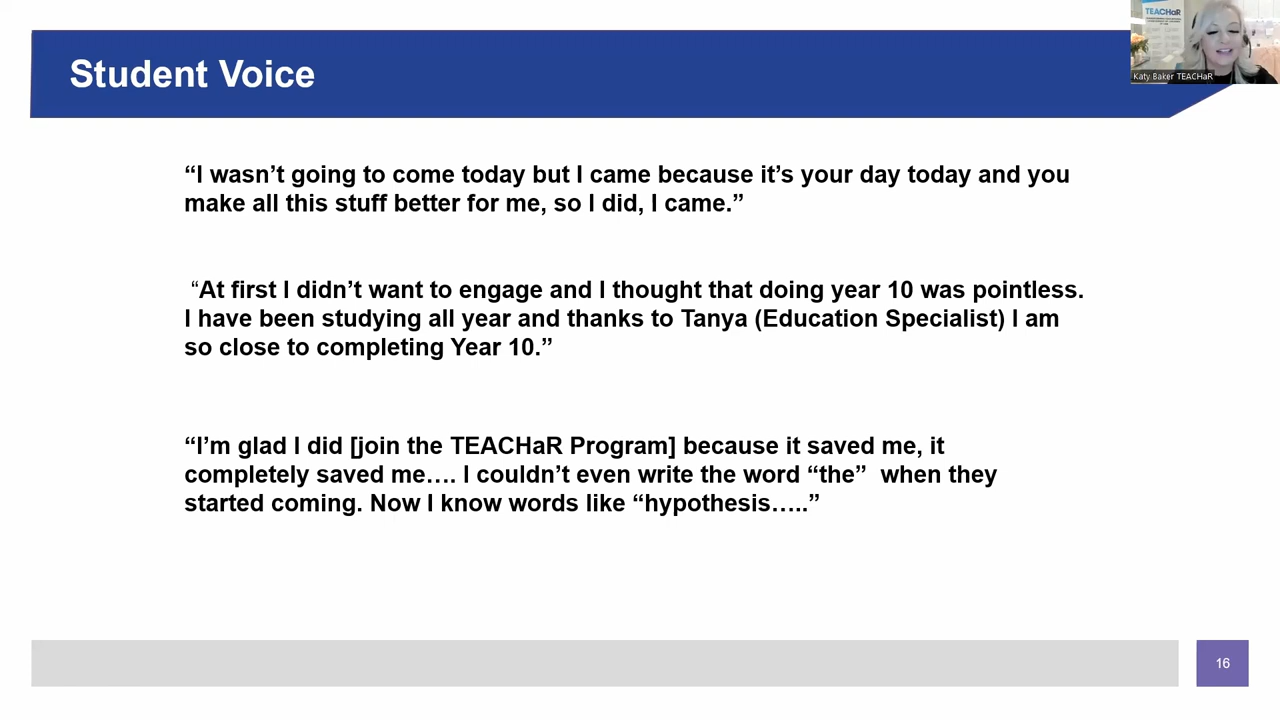 TEACHaR
Student Voice
Katy Baker TEACHaR
“I wasn’t going to come today but I came because it’s your day today and you
make all this stuff better for me, so I did, I came.”
“At first I didn’t want to engage and I thought that doing year 10 was pointless.
I have been studying all year and thanks to Tanya (Education Specialist) I am
so close to completing Year 10.”
“I’m glad I did [join the TEACHaR Program] because it saved me, it
completely saved me…. I couldn’t even write the word “the”  when they
started coming. Now I know words like “hypothesis…..”
16